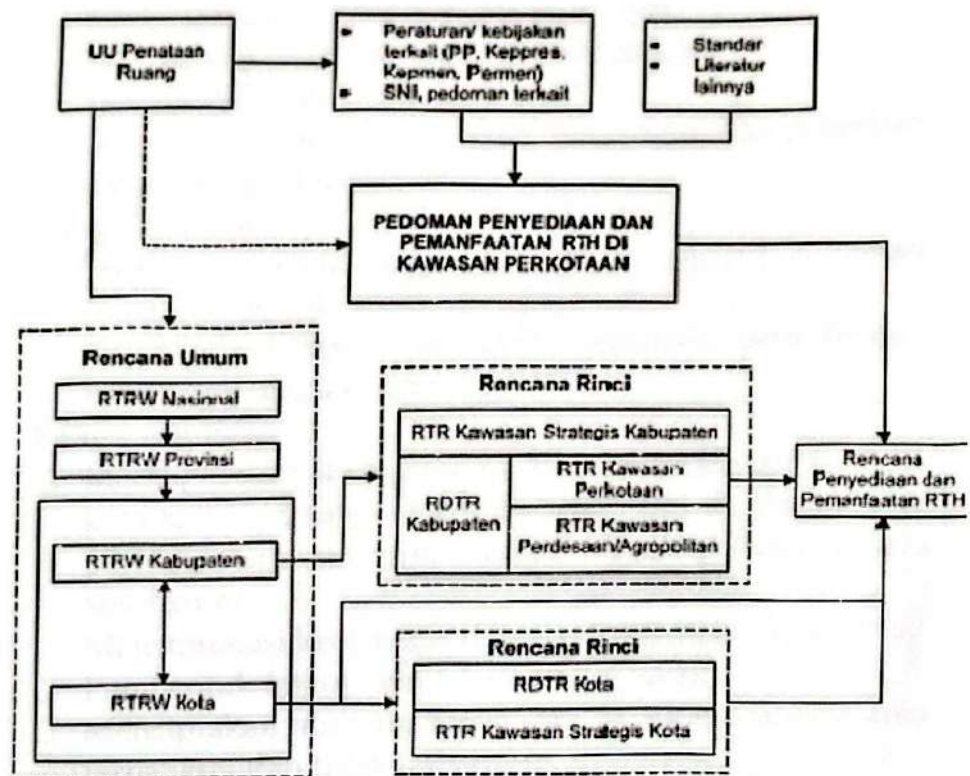 UU Penataan
Ruang
Peraturan/ kebijakan
terkait (PP, Keppres,
Kepmen, Permen)
SNI, pedoman terkait
Standar
Literatur
lainnya
PEDOMAN PENYEDIAAN DAN
PEMANFAATAN RTH DI
KAWASAN PERKOTAAN
Rencana Umum
RTRW Nasional
RTRW Provinsi
RTRW Kabupaten
RTRW Kota
Rencana Rinci
RTR Kawasan Strategis Kabupaten
RDTR
Kabupaten
RTR Kawasan
Perkotaan
RTR Kawasan
Perdesaan/Agropolitan
Rencana Rinci
RDTR Kota
RTR Kawasan Strategis Kota
Rencana
Penyediaan dan
Pemanfaatan RTH